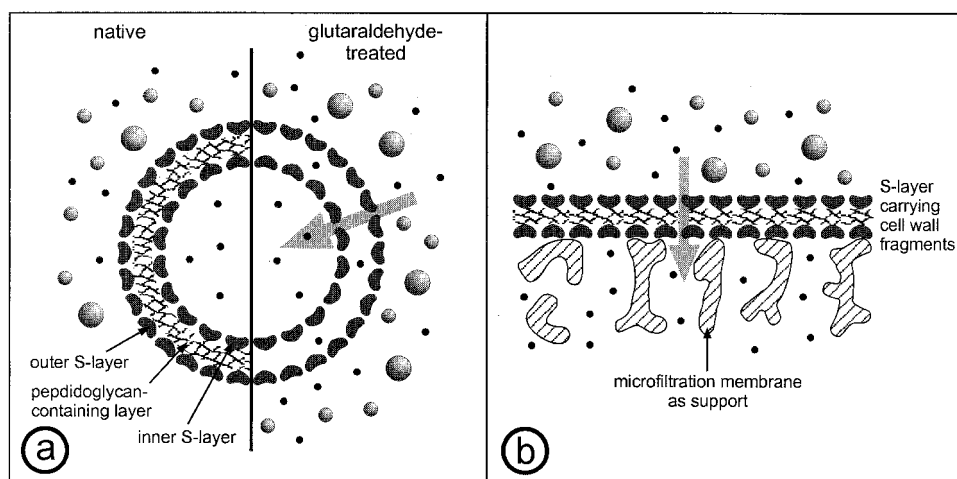 native
glutaraldehyde-
treated
outer S-layer
pepdidoglycan-
containing layer
inner S-layer
a
S-layer
carrying
cell wall
fragments
microfiltration membrane
as support
b